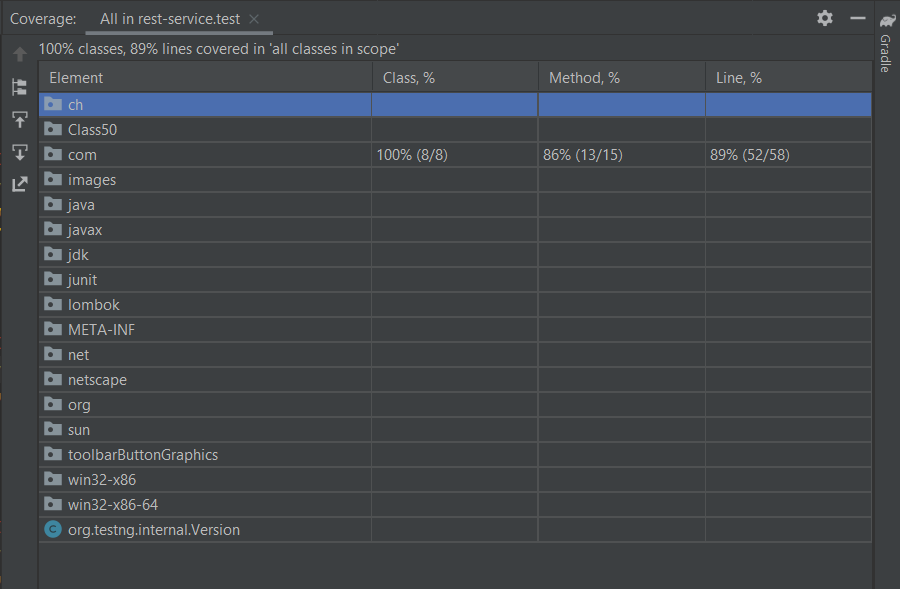 Coverage: All in rest-service.test
100% classes, 89% lines covered in 'all classes in scope'
Element Class, % Method, % Line, %
ch
Class50
com 100% (8/8) 86% (13/15) 89% (52/58)
images
java
javax
jdk
junit
lombok
META-INF
net
netscape
org
sun
toolbarButtonGraphics
win32-x86
win32-x86-64
C org.testng.internal.Version
Gradle